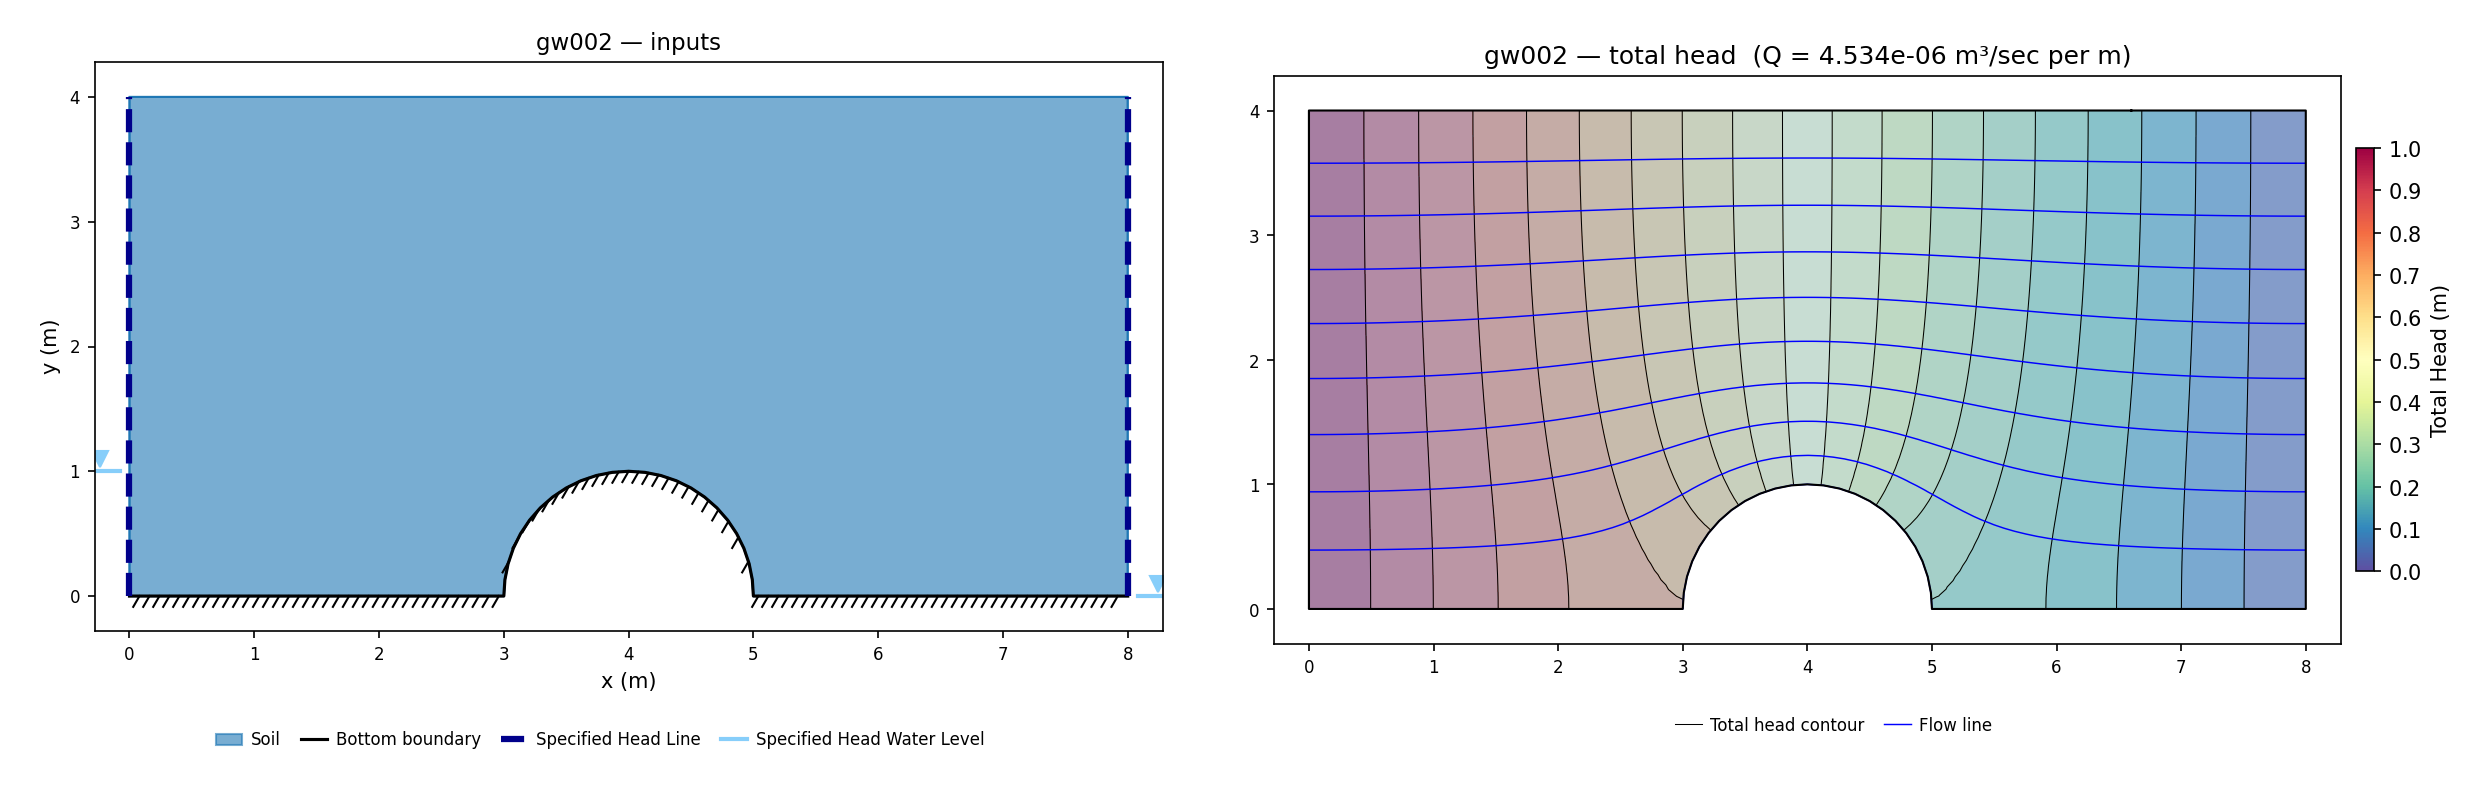 gw002 — inputs
4
3
2
1
0
y (m)
0 1 2 3 4 5 6 7 8
x (m)
Soil Bottom boundary Specified Head Line Specified Head Water Level
gw002 — total head (Q = 4.534e-06 m³/sec per m)
4
3
2
1
0
0 1 2 3 4 5 6 7 8
Total head contour Flow line
1.0
0.9
0.8
0.7
0.6
0.5
0.4
0.3
0.2
0.1
0.0
Total Head (m)